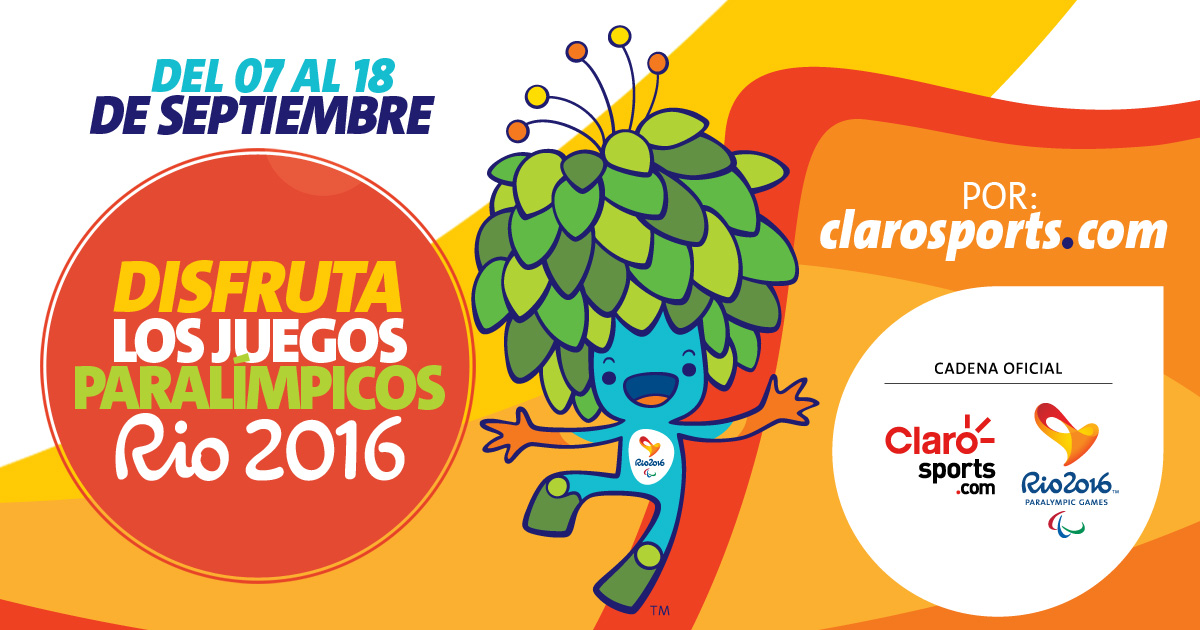 DEL 07 AL 18
DE SEPTIEMBRE
DISFRUTA
LOS JUEGOS
PARALÍMPICOS
Rio 2016
POR:
clarosports.com
CADENA OFICIAL
Claro
sports
.com
Rio2016™
PARALYMPIC GAMES
Rio2016
TM